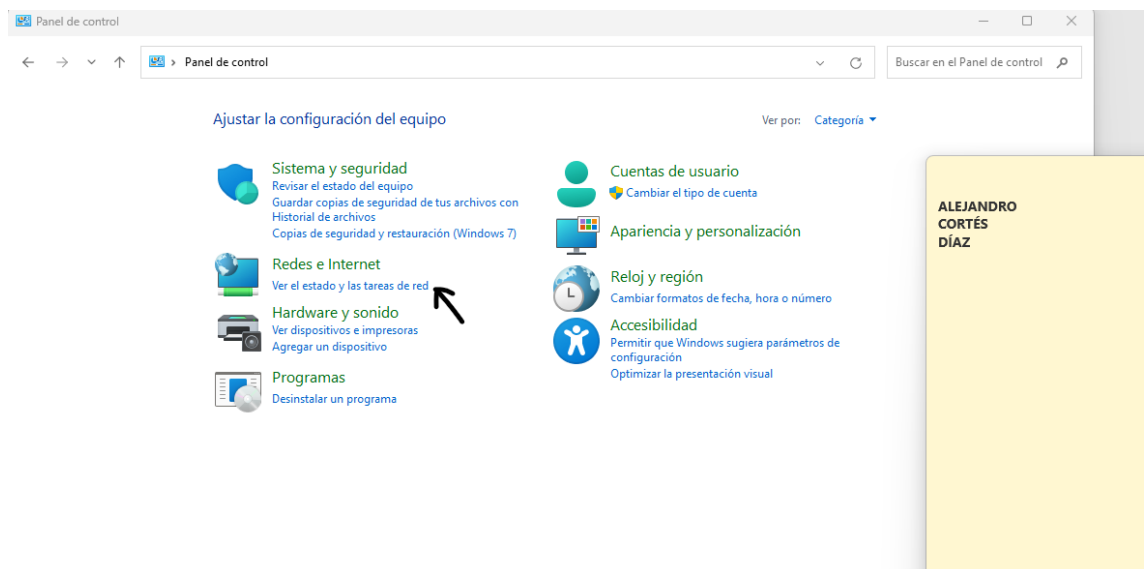 Panel de control
Panel de control
Buscar en el Panel de control
Ajustar la configuración del equipo
Ver por: Categoría
Sistema y seguridad
Revisar el estado del equipo
Guardar copias de seguridad de tus archivos con
Historial de archivos
Copias de seguridad y restauración (Windows 7)
Redes e Internet
Ver el estado y las tareas de red
Hardware y sonido
Ver dispositivos e impresoras
Agregar un dispositivo
Programas
Desinstalar un programa
Cuentas de usuario
Cambiar el tipo de cuenta
Apariencia y personalización
Reloj y región
Cambiar formatos de fecha, hora o número
Accesibilidad
Permitir que Windows sugiera parámetros de
configuración
Optimizar la presentación visual
ALEJANDRO
CORTÉS
DÍAZ